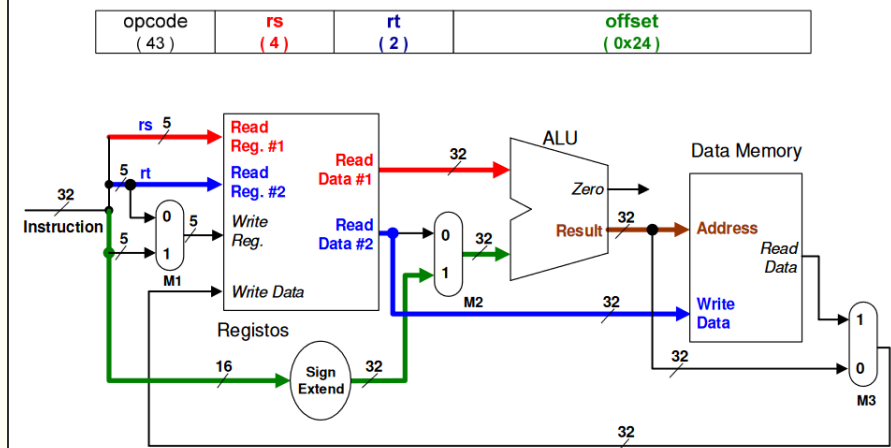 opcode
( 43 )
rs
( 4 )
rt
( 2 )
offset
( 0x24 )
rs
5
Read
Reg. #1
rt
5
Read
Reg. #2
32
Instruction
0
1
M1
5
5
Write
Reg.
Write Data
Read
Data #1
Read
Data #2
Registos
32
0
1
M2
32
ALU
Zero
Result
32
Data Memory
Address
Read
Data
Write
Data
32
32
1
0
M3
16
Sign
Extend
32
32